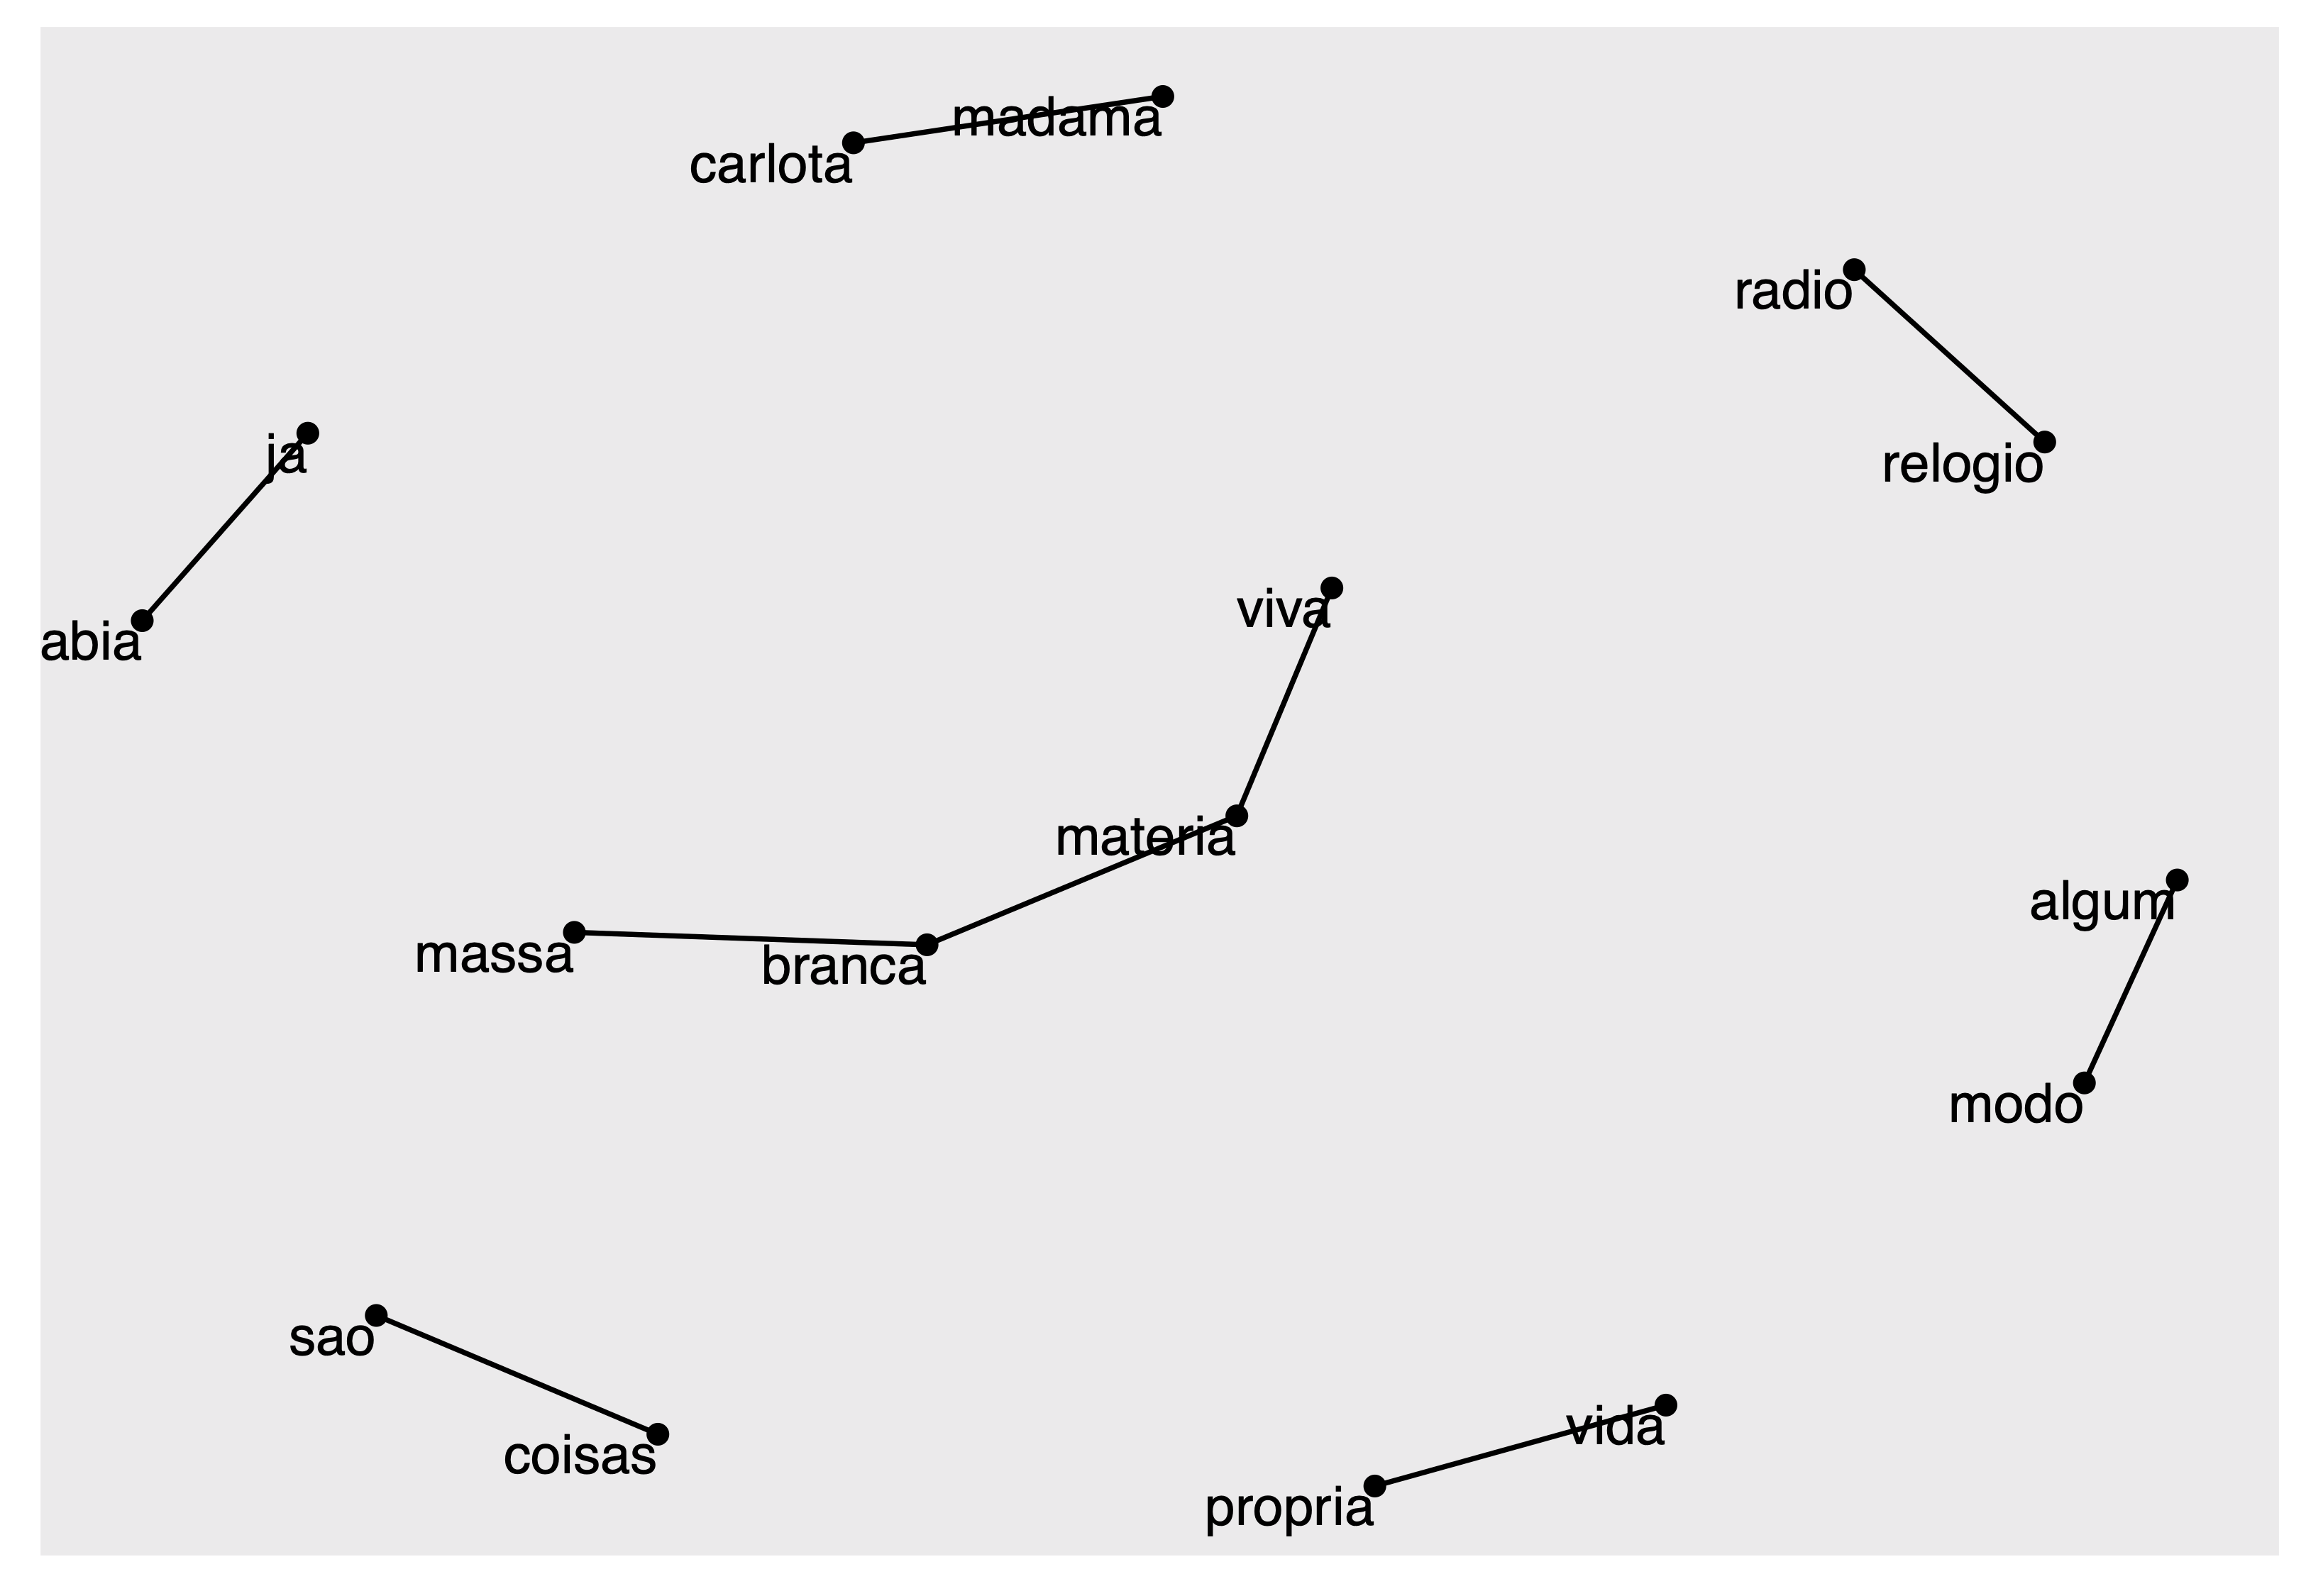 madama
carlota
radio
ja
relogio
viva
abia
materia
algum
massa
branca
modo
sao
vida
coisas
propria